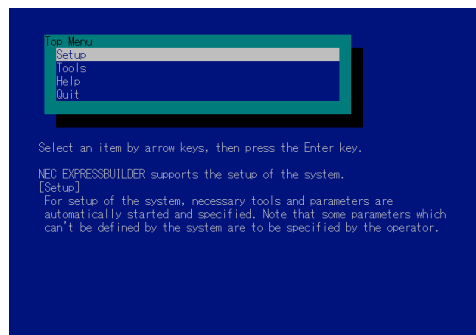 Top Menu
Setup
Tools
Help
Quit
Select an item by arrow keys, then press the Enter key.
NEC EXPRESSBUILDER supports the setup of the system.
[Setup]
For setup of the system, necessary tools and parameters are
automatically started and specified. Note that some parameters which
can't be defined by the system are to be specified by the operator.